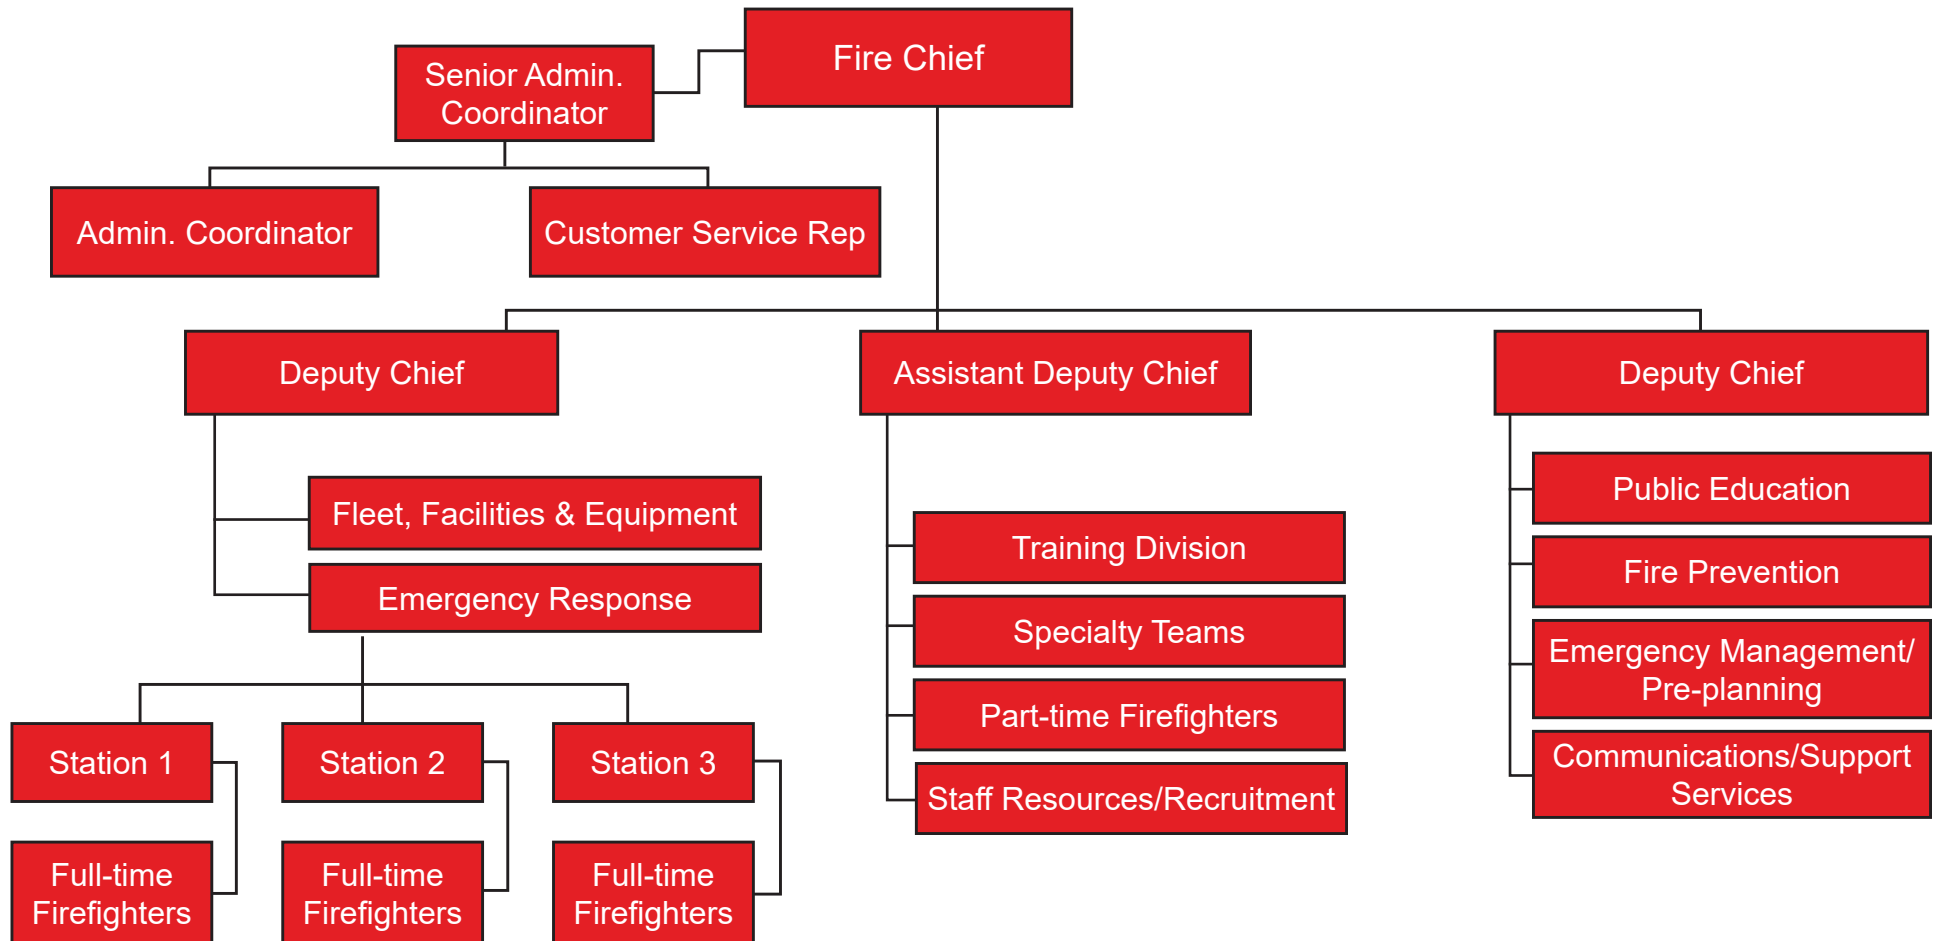 Fire Chief
Senior Admin.
Coordinator
Admin. Coordinator
Customer Service Rep
Deputy Chief
Assistant Deputy Chief
Deputy Chief
Fleet, Facilities & Equipment
Emergency Response
Station 1
Station 2
Station 3
Full-time
Firefighters
Full-time
Firefighters
Full-time
Firefighters
Training Division
Specialty Teams
Part-time Firefighters
Staff Resources/Recruitment
Public Education
Fire Prevention
Emergency Management/
Pre-planning
Communications/Support
Services